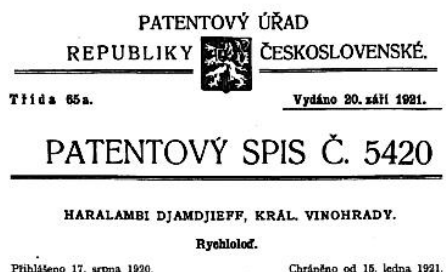 PATENTOVÝ ÚŘAD
REPUBLIKY ČESKOSLOVENSKÉ.
Třída 65a. Vydáno 20. září 1921.
PATENTOVÝ SPIS Č. 5420
HARALAMBI DJAMDJIEFF, KRÁL. VINOHRADY.
Rychloloď.
Přihlášeno 17. srpna 1920. Chráněno od 15. ledna 1921.